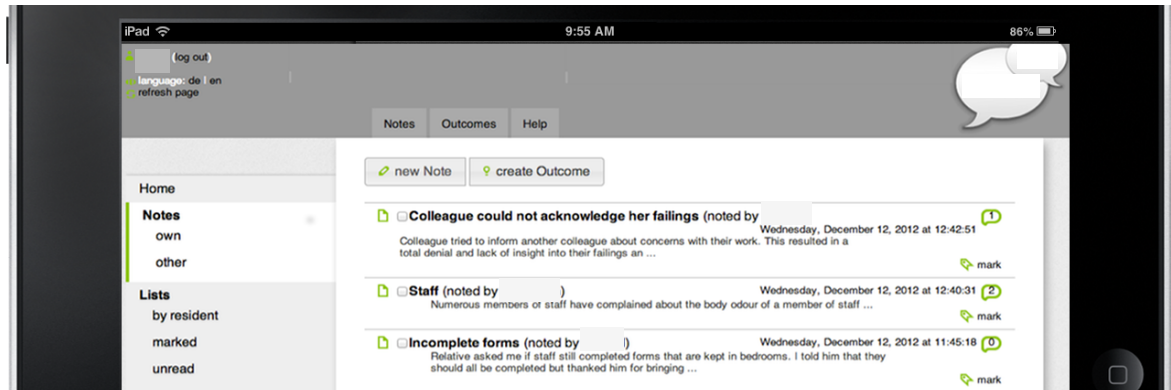 iPad 9:55 AM 86%
(log out)
language: de | en
refresh page
Notes Outcomes Help
new Note create Outcome
Home
Notes
own
other
Lists
by resident
marked
unread
Colleague could not acknowledge her failings (noted by 1
Wednesday, December 12, 2012 at 12:42:51
Colleague tried to inform another colleague about concerns with their work. This resulted in a
total denial and lack of insight into their failings an ...
mark
Staff (noted by ) Wednesday, December 12, 2012 at 12:40:31 2
Numerous members of staff have complained about the body odour of a member of staff ...
mark
Incomplete forms (noted by ) Wednesday, December 12, 2012 at 11:45:18 0
Relative asked me if staff still completed forms that are kept in bedrooms. I told him that they
should all be completed but thanked him for bringing ...
mark